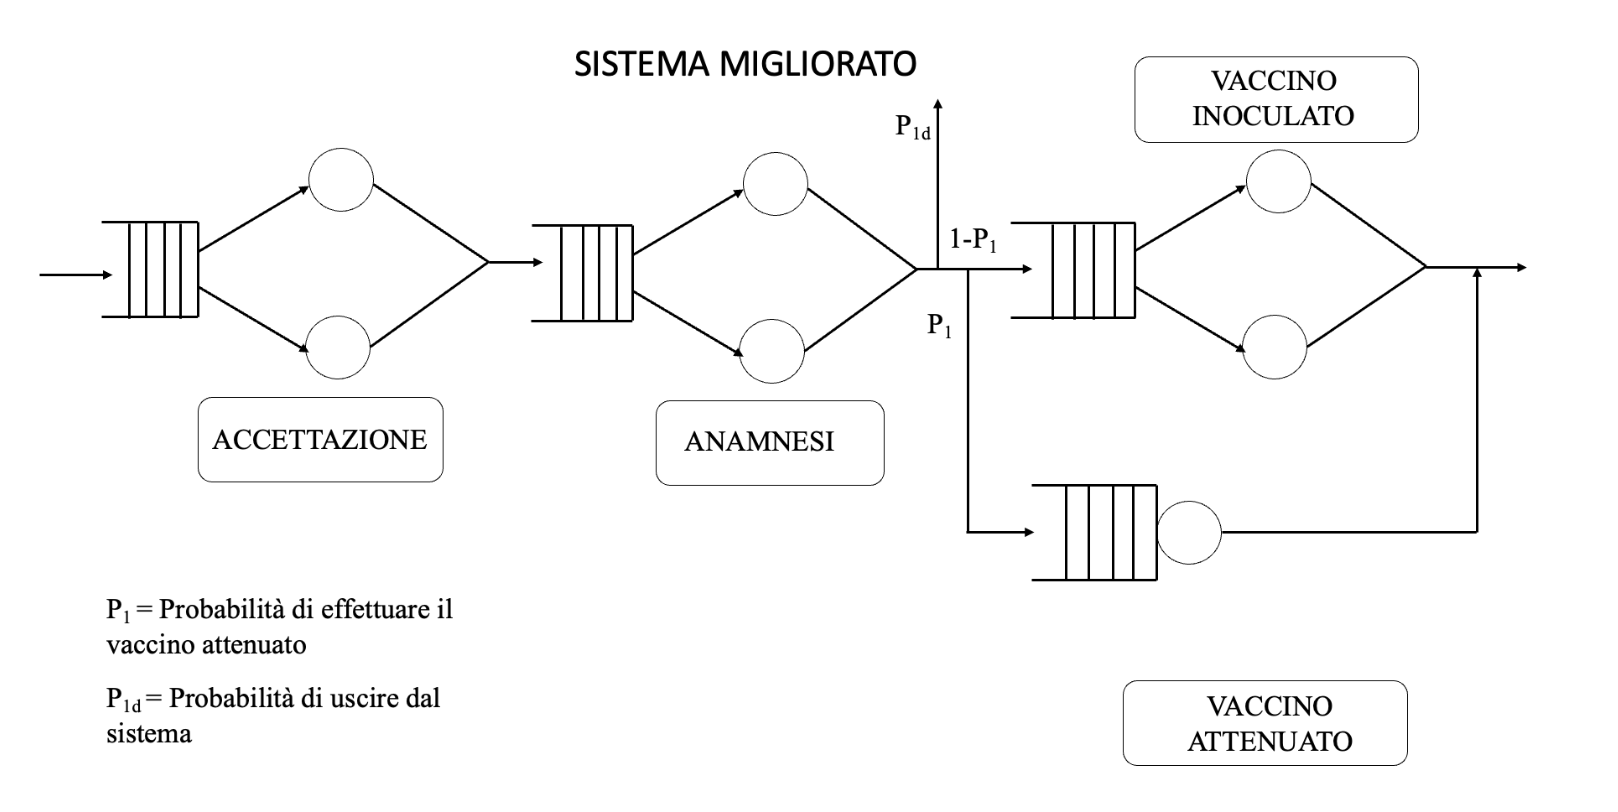 SISTEMA MIGLIORATO
VACCINO
INOCULATO
P1d
1-P1
P1
ACCETTAZIONE
ANAMNESI
P1 = Probabilità di effettuare il
vaccino attenuato
P1d = Probabilità di uscire dal
sistema
VACCINO
ATTENUATO